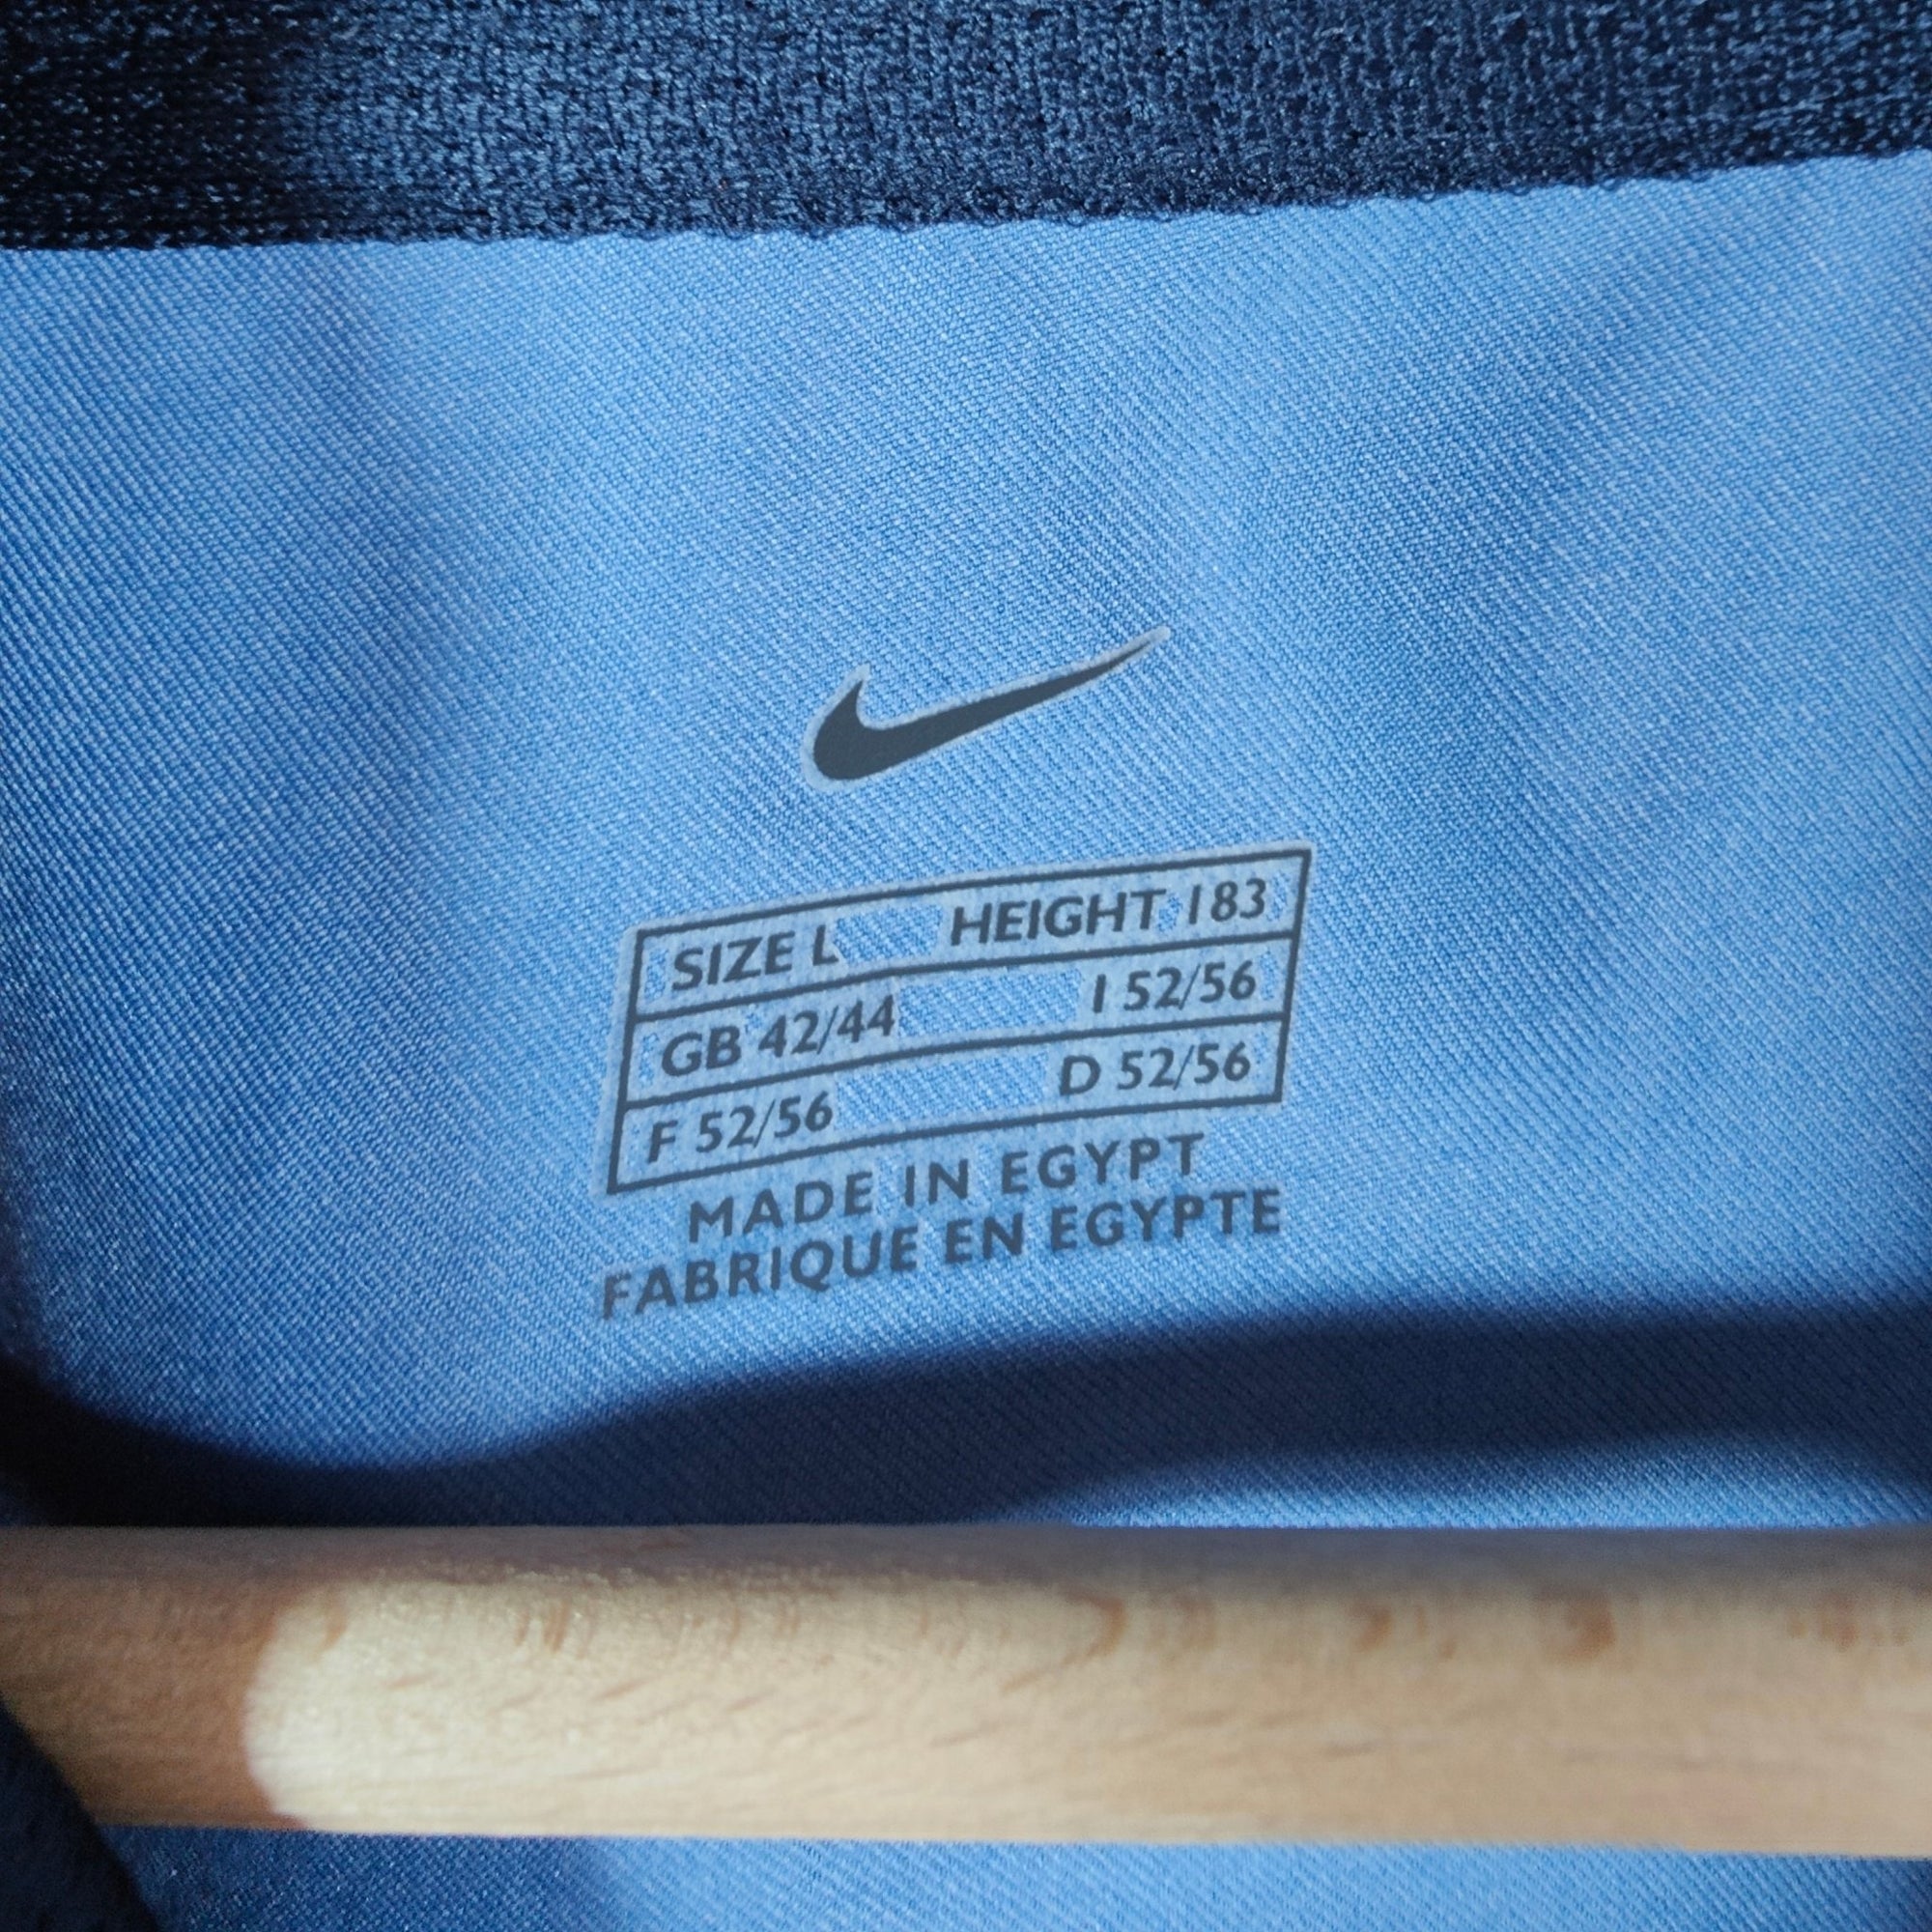 SIZE L HEIGHT 183
GB 42/44 I 52/56
F 52/56 D 52/56
MADE IN EGYPT
FABRIQUE EN EGYPTE